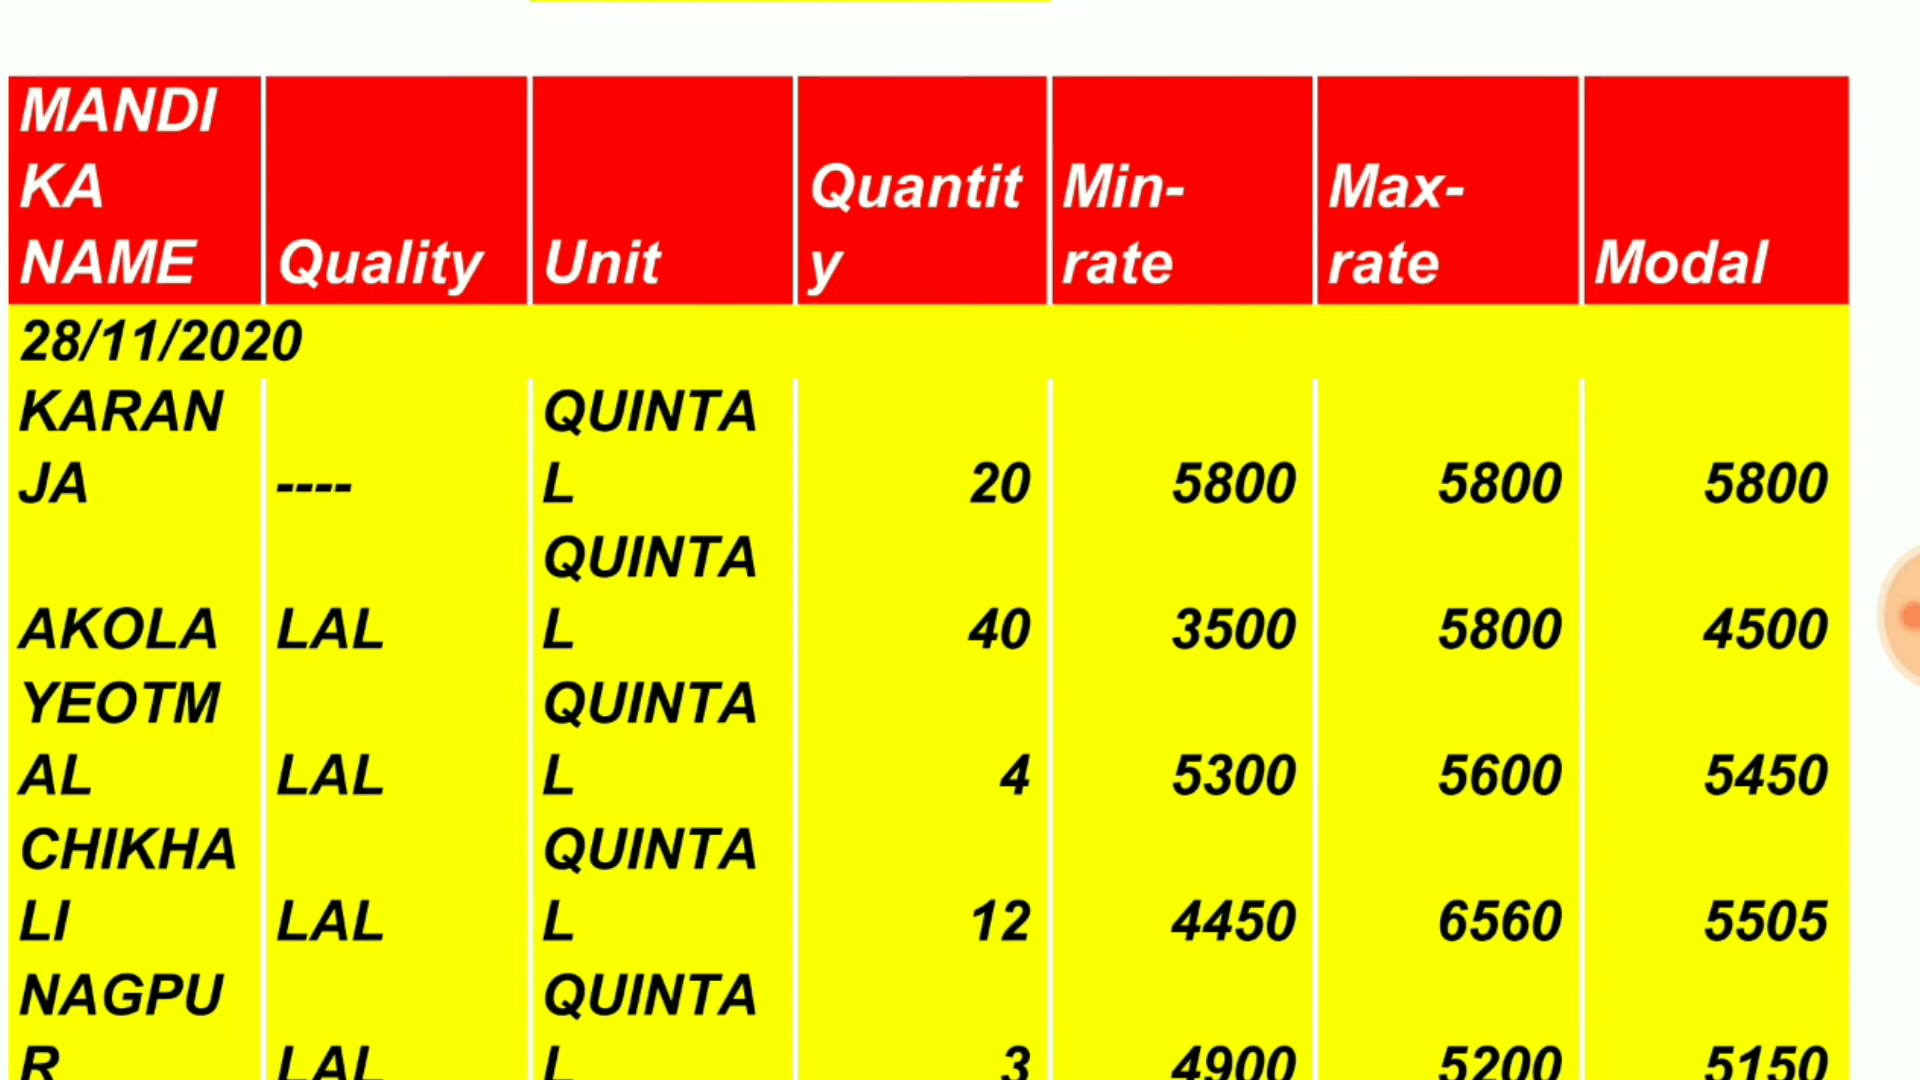 MANDI KA NAME Quality Unit Quantity Min-rate Max-rate Modal
28/11/2020
KARANJA ---- QUINTAL 20 5800 5800 5800
AKOLA LAL QUINTAL 40 3500 5800 4500
YEOTMAL LAL QUINTAL 4 5300 5600 5450
CHIKHALI LAL QUINTAL 12 4450 6560 5505
NAGPUR LAL QUINTAL 3 4900 5200 5150